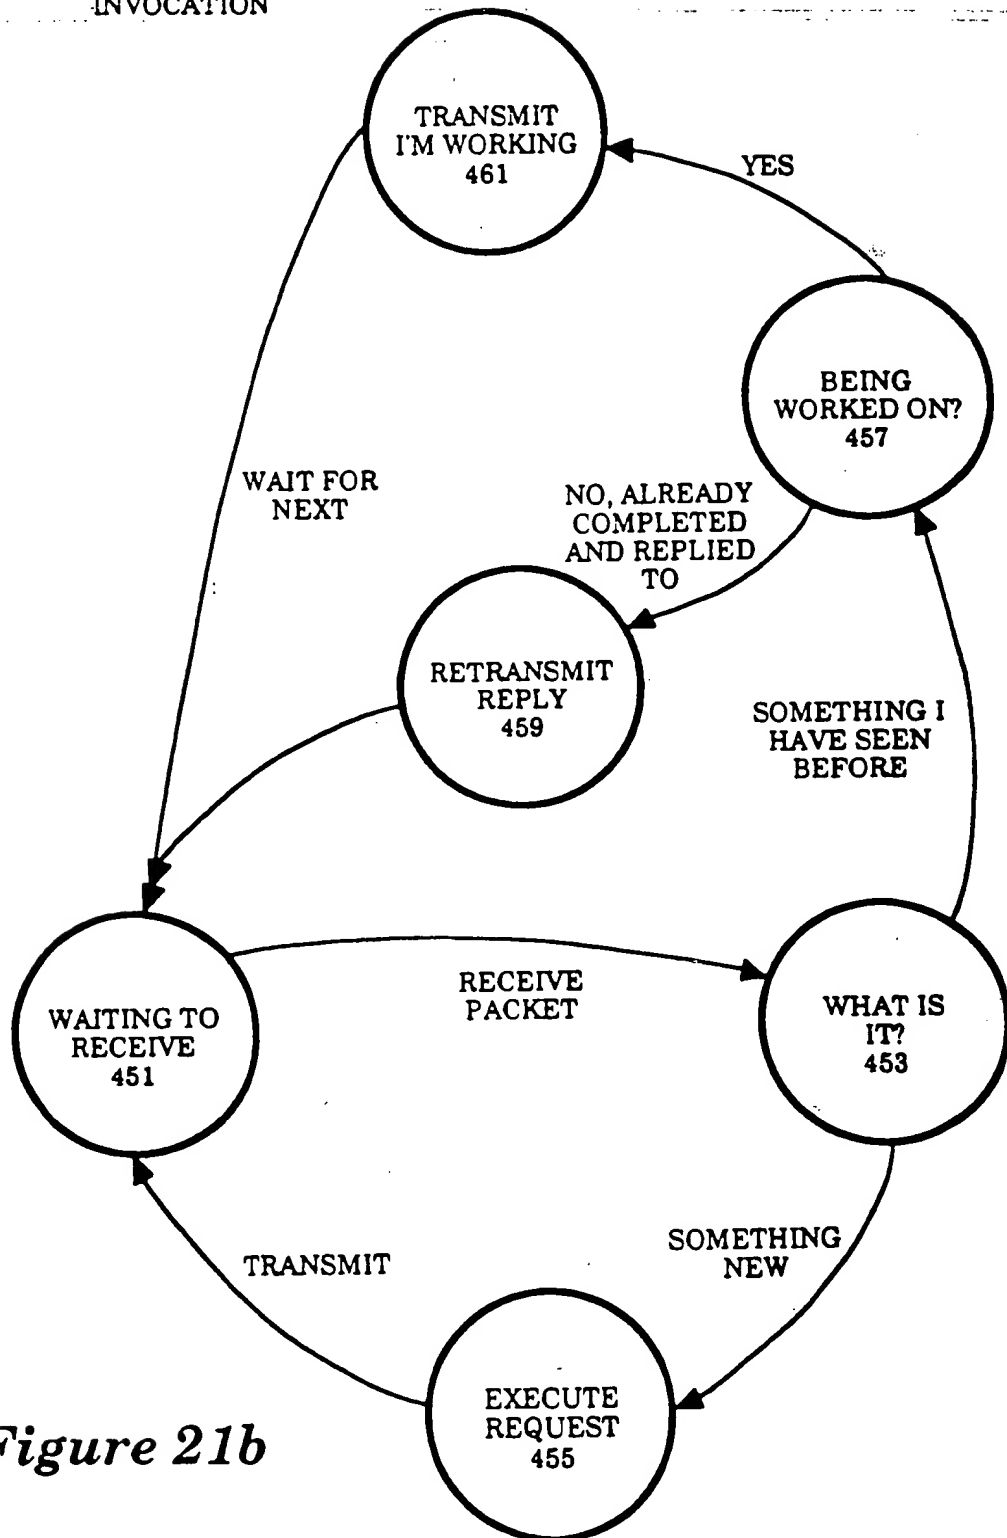 INVOCATION
TRANSMIT
I'M WORKING
461
YES
BEING
WORKED ON?
457
WAIT FOR
NEXT
NO, ALREADY
COMPLETED
AND REPLIED
TO
RETRANSMIT
REPLY
459
SOMETHING I
HAVE SEEN
BEFORE
RECEIVE
PACKET
WAITING TO
RECEIVE
451
WHAT IS
IT?
453
TRANSMIT
SOMETHING
NEW
EXECUTE
REQUEST
455
Figure 21b